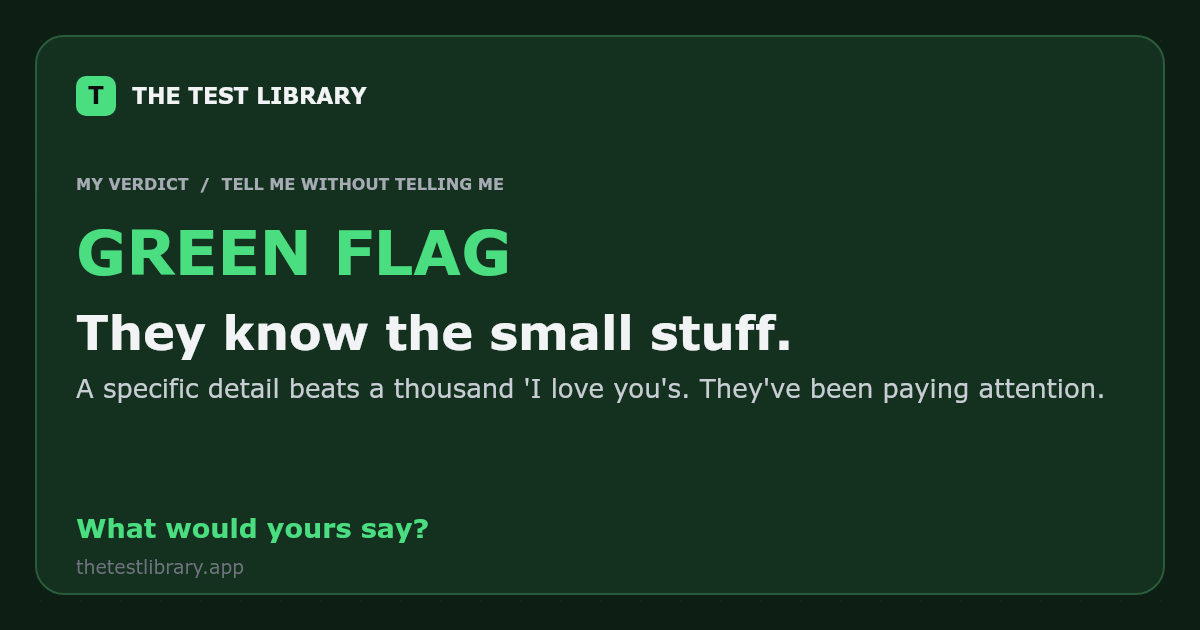 T THE TEST LIBRARY
MY VERDICT / TELL ME WITHOUT TELLING ME
GREEN FLAG
They know the small stuff.
A specific detail beats a thousand 'I love you's. They've been paying attention.
What would yours say?
thetestlibrary.app